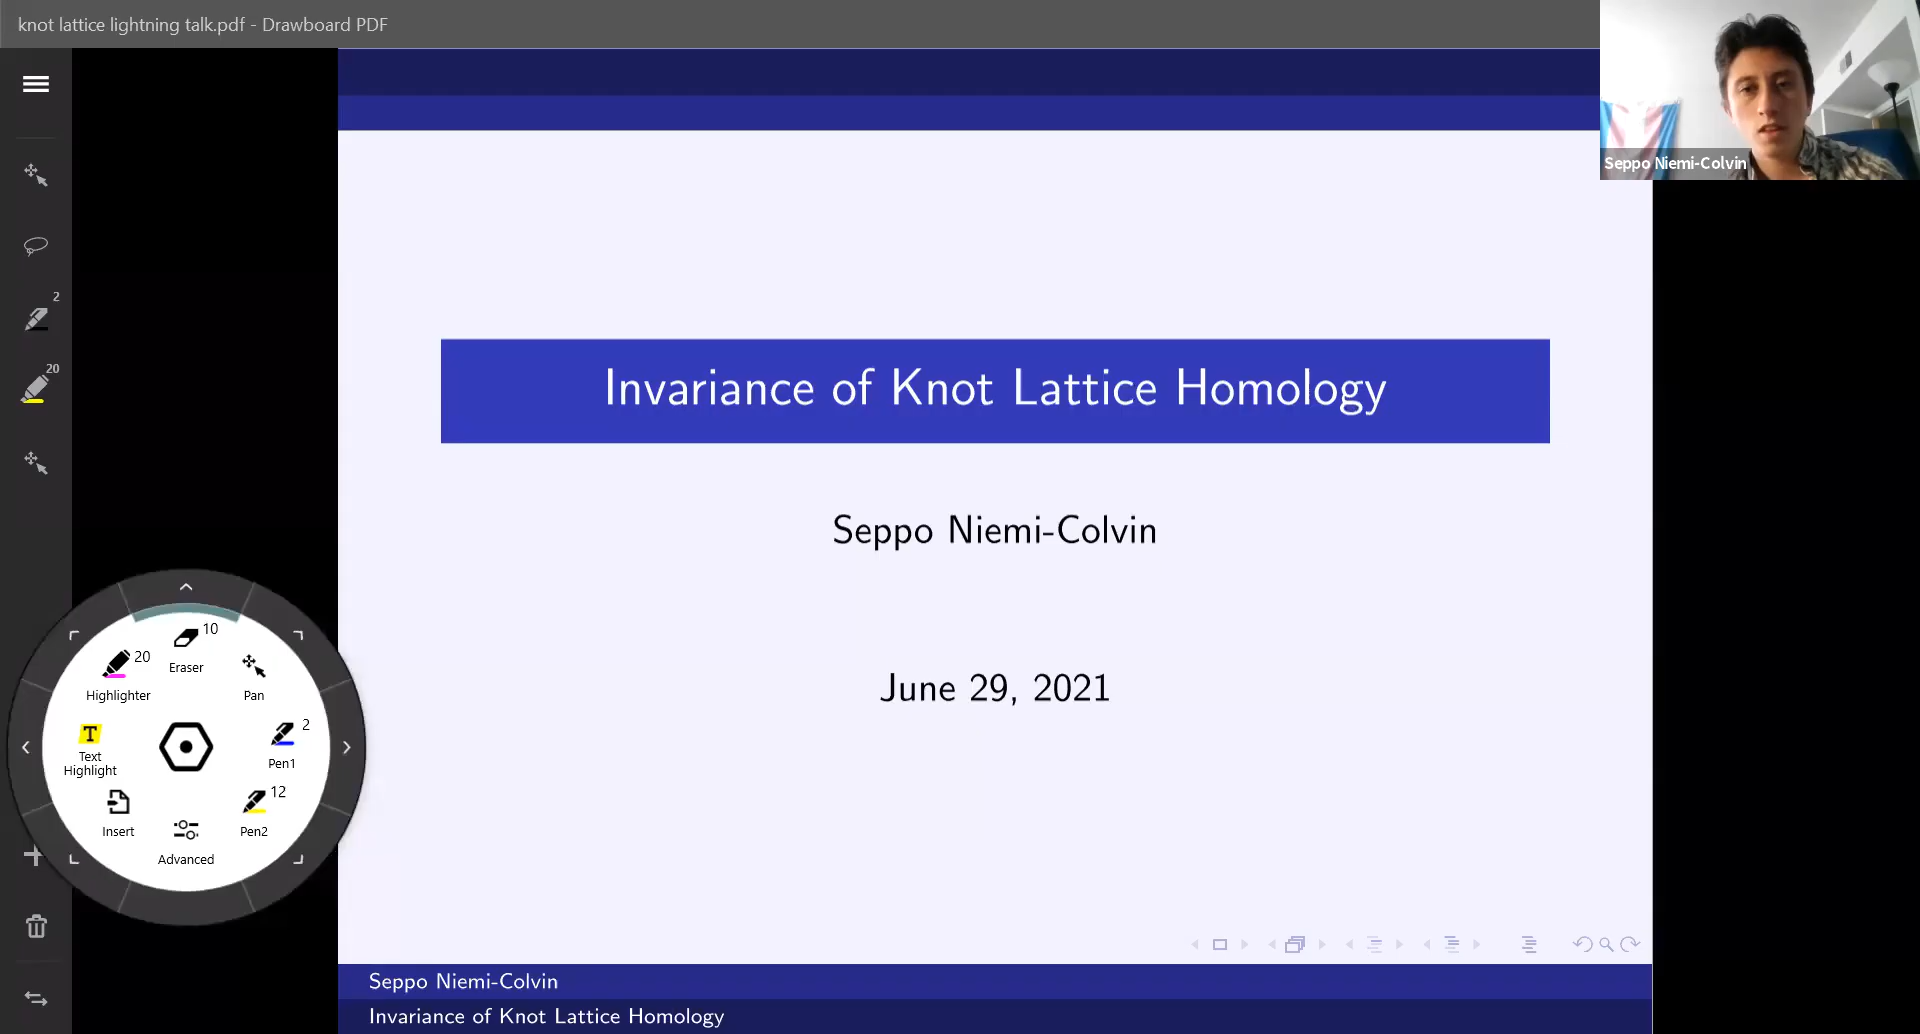 knot lattice lightning talk.pdf - Drawboard PDF
Seppo Niemi-Colvin
2
20
Invariance of Knot Lattice Homology
Seppo Niemi-Colvin
June 29, 2021
10
Eraser
20
Highlighter
Pan
T
Text
Highlight
2
Pen1
12
Pen2
Insert
Advanced
Seppo Niemi-Colvin
Invariance of Knot Lattice Homology